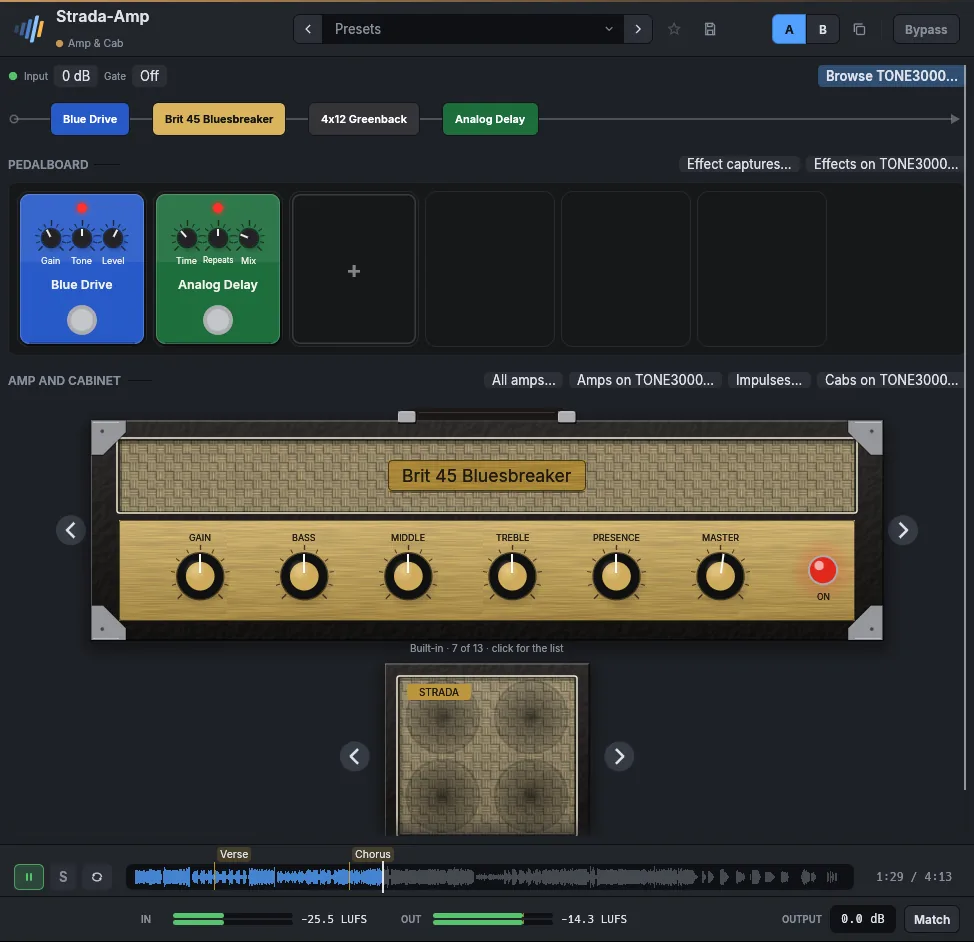 Strada-Amp
Amp & Cab
Presets
A
B
Bypass
Input 0 dB Gate Off
Browse TONE3000...
Blue Drive
Brit 45 Bluesbreaker
4x12 Greenback
Analog Delay
PEDALBOARD
Effect captures...
Effects on TONE3000...
Gain Tone Level
Blue Drive
Time Repeats Mix
Analog Delay
+
AMP AND CABINET
All amps...
Amps on TONE3000...
Impulses...
Cabs on TONE3000...
Brit 45 Bluesbreaker
GAIN BASS MIDDLE TREBLE PRESENCE MASTER
ON
Built-in · 7 of 13 · click for the list
STRADA
Verse
Chorus
S
1:29 / 4:13
IN -25.5 LUFS
OUT -14.3 LUFS
OUTPUT 0.0 dB
Match